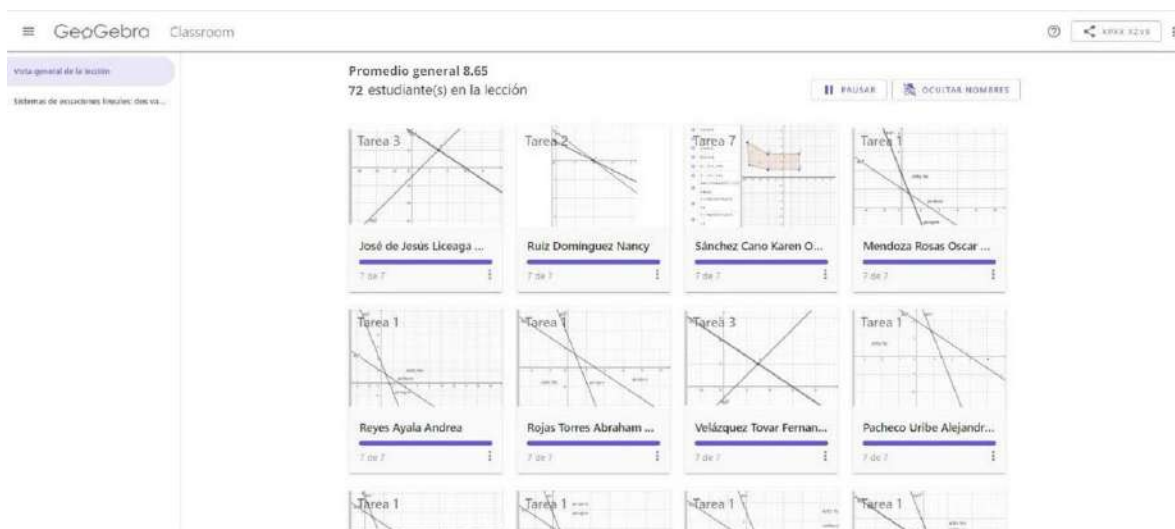 GeoGebra Classroom
Vista general de la lección
Sistemas de ecuaciones lineales: dos va...
Promedio general 8.65
72 estudiante(s) en la lección
PAUSAR
OCULTAR NOMBRES
Tarea 3
Tarea 2
Tarea 7
Tarea 1
José de Jesús Liceaga ...
Ruiz Domínguez Nancy
Sánchez Cano Karen O...
Mendoza Rosas Oscar ...
7 de 7
7 de 7
7 de 7
7 de 7
Tarea 1
Tarea 1
Tarea 3
Tarea 1
Reyes Ayala Andrea
Rojas Torres Abraham ...
Velázquez Tovar Fernan...
Pacheco Uribe Alejandr...
7 de 7
7 de 7
7 de 7
7 de 7
Tarea 1
Tarea 1
Tarea 1
Tarea 1